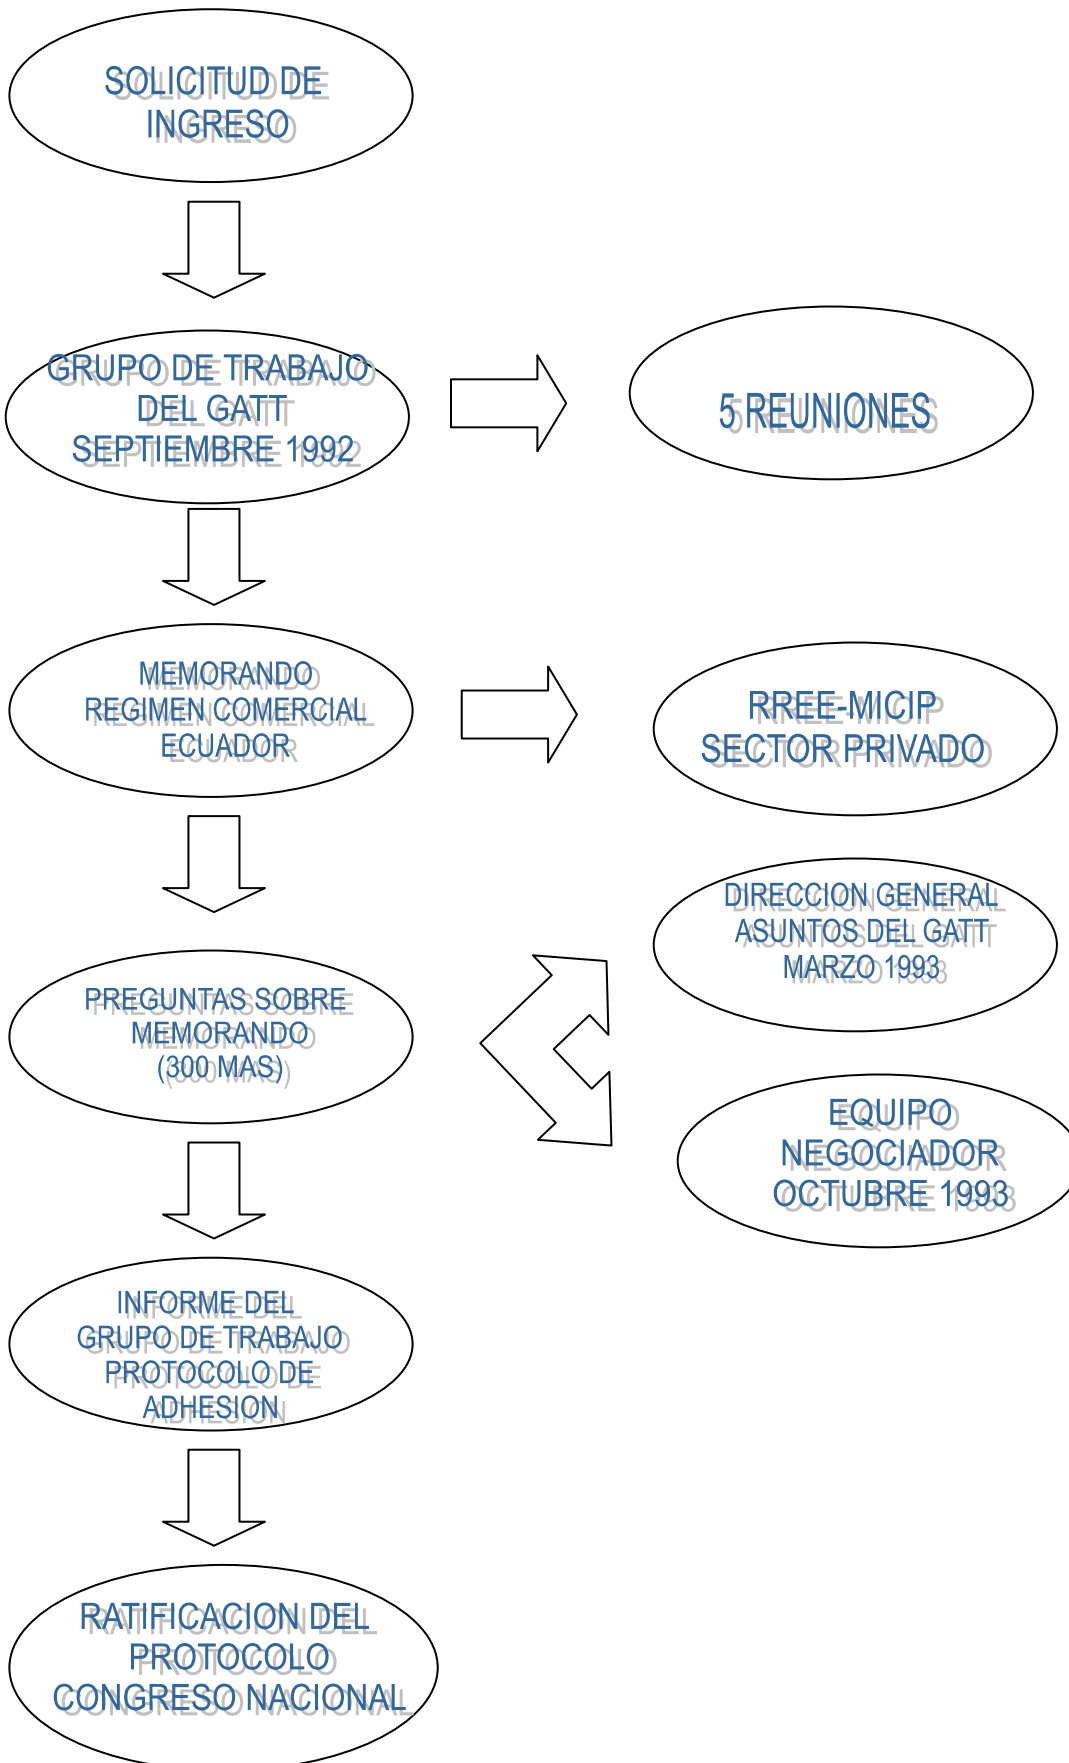 SOLICITUD DE
INGRESO
GRUPO DE TRABAJO
DEL GATT
SEPTIEMBRE 1992
5 REUNIONES
MEMORANDO
REGIMEN COMERCIAL
ECUADOR
RREE-MICIP
SECTOR PRIVADO
DIRECCION GENERAL
ASUNTOS DEL GATT
MARZO 1993
PREGUNTAS SOBRE
MEMORANDO
(300 MAS)
EQUIPO
NEGOCIADOR
OCTUBRE 1993
INFORME DEL
GRUPO DE TRABAJO
PROTOCOLO DE
ADHESION
RATIFICACION DEL
PROTOCOLO
CONGRESO NACIONAL